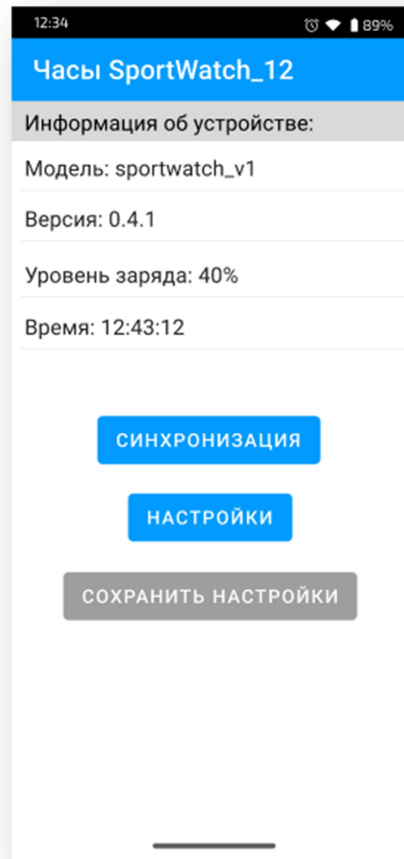 12:34 89%
Часы SportWatch_12
Информация об устройстве:
Модель: sportwatch_v1
Версия: 0.4.1
Уровень заряда: 40%
Время: 12:43:12
СИНХРОНИЗАЦИЯ
НАСТРОЙКИ
СОХРАНИТЬ НАСТРОЙКИ